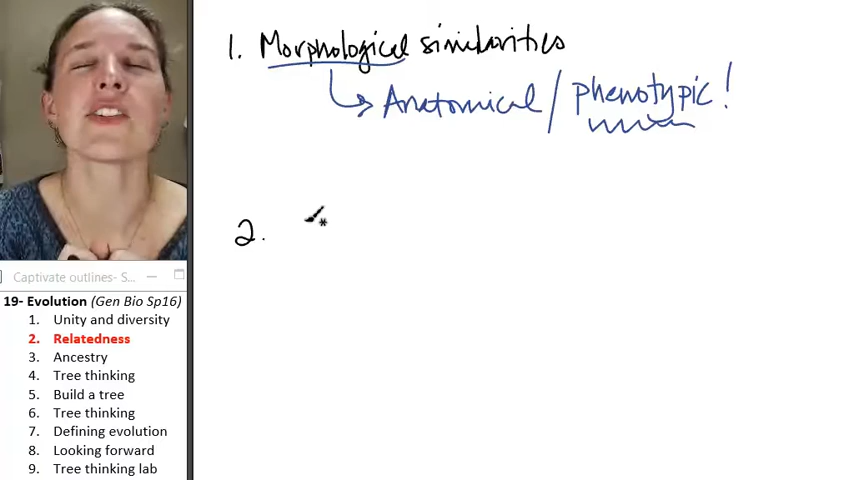 1. Morphological similarities
Anatomical / phenotypic!
2.
Captivate outlines- S...
19- Evolution (Gen Bio Sp16)
1. Unity and diversity
2. Relatedness
3. Ancestry
4. Tree thinking
5. Build a tree
6. Tree thinking
7. Defining evolution
8. Looking forward
9. Tree thinking lab